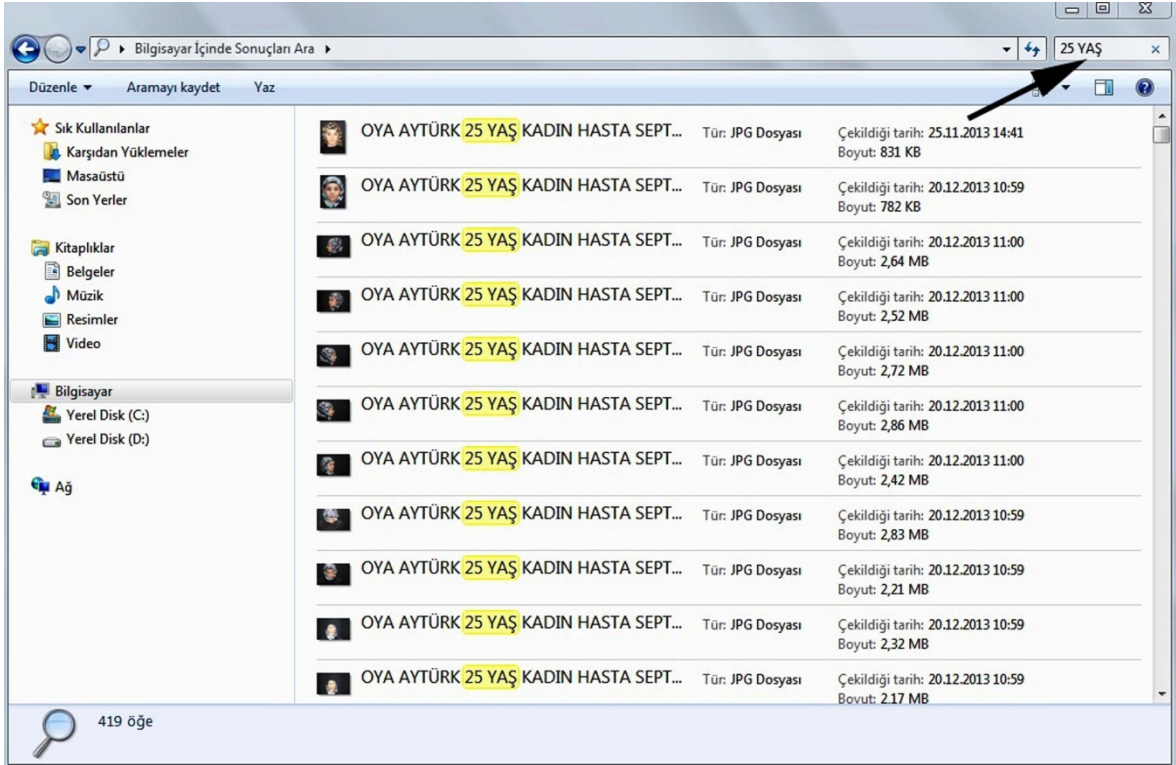 Bilgisayar İçinde Sonuçları Ara
25 YAŞ
Düzenle
Aramayı kaydet
Yaz
Sık Kullanılanlar
Karşıdan Yüklemeler
Masaüstü
Son Yerler
Kitaplıklar
Belgeler
Müzik
Resimler
Video
Bilgisayar
Yerel Disk (C:)
Yerel Disk (D:)
Ağ
OYA AYTÜRK 25 YAŞ KADIN HASTA SEPT... Tür: JPG Dosyası Çekildiği tarih: 25.11.2013 14:41
Boyut: 831 KB
OYA AYTÜRK 25 YAŞ KADIN HASTA SEPT... Tür: JPG Dosyası Çekildiği tarih: 20.12.2013 10:59
Boyut: 782 KB
OYA AYTÜRK 25 YAŞ KADIN HASTA SEPT... Tür: JPG Dosyası Çekildiği tarih: 20.12.2013 11:00
Boyut: 2,64 MB
OYA AYTÜRK 25 YAŞ KADIN HASTA SEPT... Tür: JPG Dosyası Çekildiği tarih: 20.12.2013 11:00
Boyut: 2,52 MB
OYA AYTÜRK 25 YAŞ KADIN HASTA SEPT... Tür: JPG Dosyası Çekildiği tarih: 20.12.2013 11:00
Boyut: 2,72 MB
OYA AYTÜRK 25 YAŞ KADIN HASTA SEPT... Tür: JPG Dosyası Çekildiği tarih: 20.12.2013 11:00
Boyut: 2,86 MB
OYA AYTÜRK 25 YAŞ KADIN HASTA SEPT... Tür: JPG Dosyası Çekildiği tarih: 20.12.2013 11:00
Boyut: 2,42 MB
OYA AYTÜRK 25 YAŞ KADIN HASTA SEPT... Tür: JPG Dosyası Çekildiği tarih: 20.12.2013 10:59
Boyut: 2,83 MB
OYA AYTÜRK 25 YAŞ KADIN HASTA SEPT... Tür: JPG Dosyası Çekildiği tarih: 20.12.2013 10:59
Boyut: 2,21 MB
OYA AYTÜRK 25 YAŞ KADIN HASTA SEPT... Tür: JPG Dosyası Çekildiği tarih: 20.12.2013 10:59
Boyut: 2,32 MB
OYA AYTÜRK 25 YAŞ KADIN HASTA SEPT... Tür: JPG Dosyası Çekildiği tarih: 20.12.2013 10:59
Boyut: 2,17 MB
419 öğe